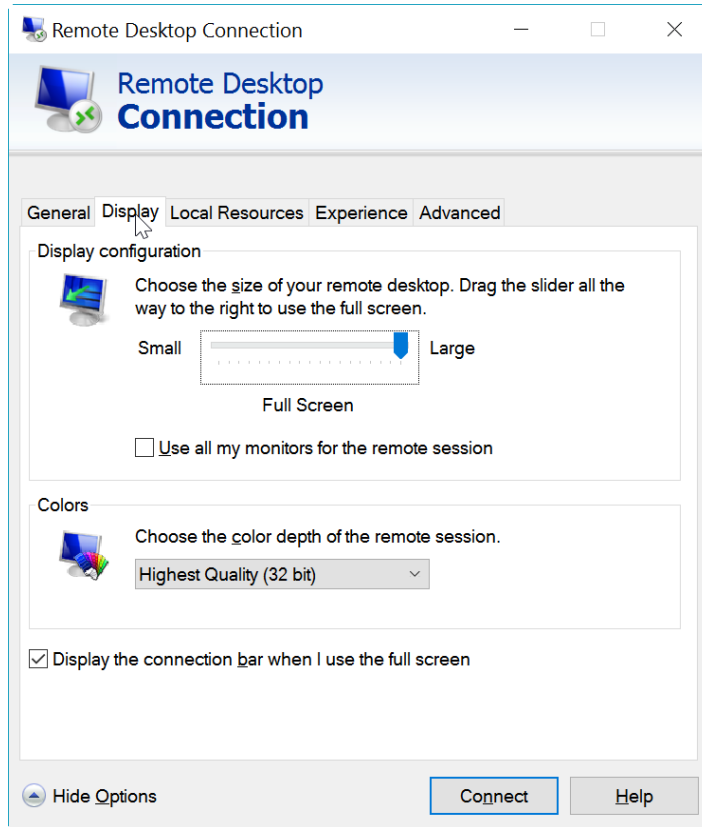 Remote Desktop Connection
Remote Desktop
Connection
General Display Local Resources Experience Advanced
Display configuration
Choose the size of your remote desktop. Drag the slider all the
way to the right to use the full screen.
Small Large
Full Screen
Use all my monitors for the remote session
Colors
Choose the color depth of the remote session.
Highest Quality (32 bit)
Display the connection bar when I use the full screen
Hide Options Connect Help